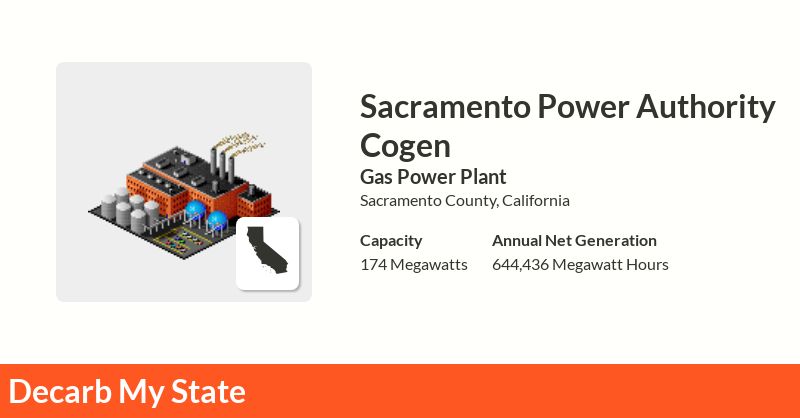 Sacramento Power Authority
Cogen
Gas Power Plant
Sacramento County, California
Capacity
174 Megawatts
Annual Net Generation
644,436 Megawatt Hours
Decarb My State